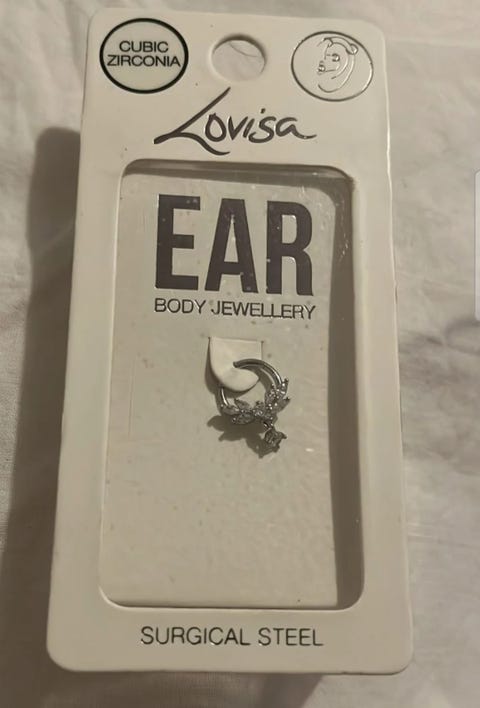 CUBIC
ZIRCONIA
Lovisa
EAR
BODY JEWELLERY
SURGICAL STEEL